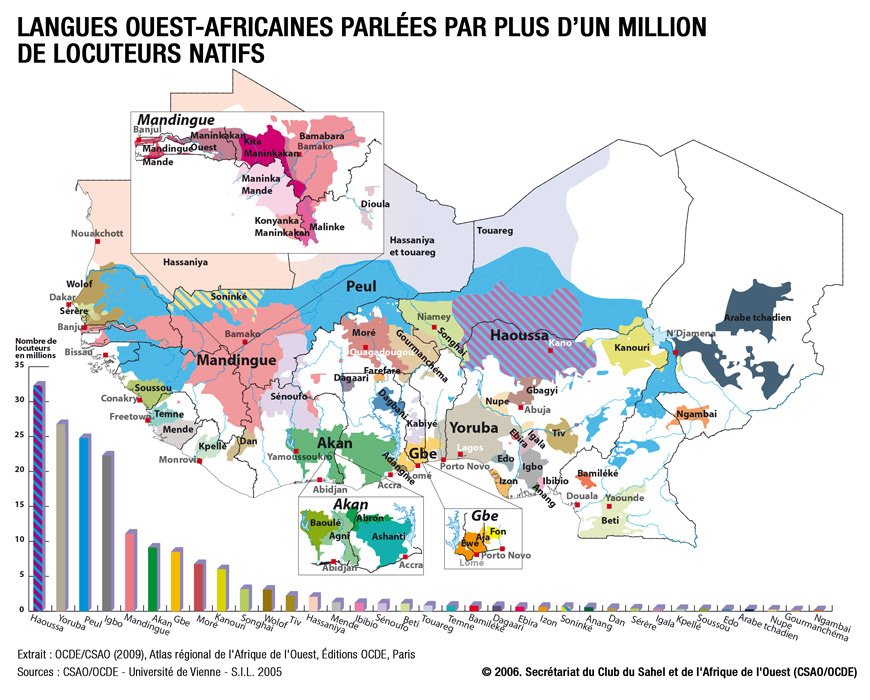 LANGUES OUEST-AFRICAINES PARLÉES PAR PLUS D'UN MILLION
DE LOCUTEURS NATIFS
Mandingue
Banjul
Maninkakan
Ouest
Kita
Maninkakan
Bamabara
Bamako
Mandingue
Mande
Maninka
Mande
Dioula
Konyanka
Maninkakan
Malinke
Nouakchott
Hassaniya
Hassaniya
et touareg
Touareg
Wolof
Dakar
Sérère
Banjul
Bissau
Soninké
Peul
Bamako
Mandingue
Niamey
Songhaï
Moré
Ouagadougou
Gourmanchéma
Farefare
Dagaari
Haoussa
Kano
Kanouri
N'Djamena
Arabe tchadien
Soussou
Conakry
Freetown
Temne
Mende
Kpelle
Dan
Monrovia
Sénoufo
Dagbani
Kabiyé
Nupe
Gbagyi
Abuja
Ngambai
Akan
Yamoussoukro
Abidjan
Adangme
Accra
Gbe
Lomé
Yoruba
Lagos
Porto Novo
Ebira
Igala
Tiv
Edo
Igbo
Izon
Ibibio
Anang
Bamiléké
Douala
Yaounde
Beti
Akan
Baoulé
Abron
Agni
Ashanti
Abidjan
Accra
Gbe
Fon
Aja
Ewe
Porto Novo
Lomé
Nombre de
locuteurs
en millions
35
30
25
20
15
10
5
0
Haoussa
Yoruba
Peul
Igbo
Mandingue
Akan
Gbe
Moré
Kanouri
Songhai
Wolof
Tiv
Hassaniya
Mende
Ibibio
Sénoufo
Beti
Touareg
Temne
Bamiléké
Dagaari
Ebira
Izon
Soninké
Anang
Dan
Sérère
Igala
Kpellé
Soussou
Edo
Arabe tchadien
Nupe
Gourmanchéma
Ngambai
Extrait : OCDE/CSAO (2009), Atlas régional de l'Afrique de l'Ouest, Éditions OCDE, Paris
Sources : CSAO/OCDE - Université de Vienne - S.I.L. 2005
© 2006. Secrétariat du Club du Sahel et de l'Afrique de l'Ouest (CSAO/OCDE)